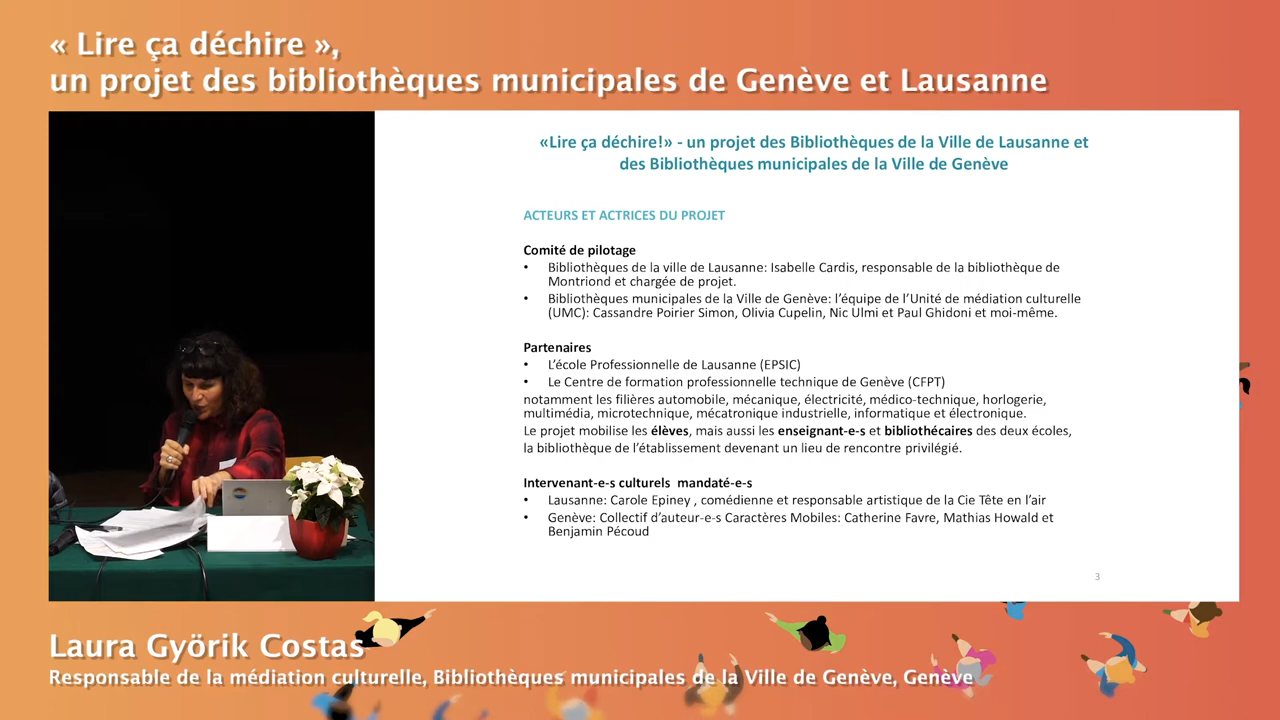 « Lire ça déchire »,
un projet des bibliothèques municipales de Genève et Lausanne
«Lire ça déchire!» - un projet des Bibliothèques de la Ville de Lausanne et
des Bibliothèques municipales de la Ville de Genève
ACTEURS ET ACTRICES DU PROJET
Comité de pilotage
• Bibliothèques de la ville de Lausanne: Isabelle Cardis, responsable de la bibliothèque de
Montriond et chargée de projet.
• Bibliothèques municipales de la Ville de Genève: l'équipe de l'Unité de médiation culturelle
(UMC): Cassandre Poirier Simon, Olivia Cupelin, Nic Ulmi et Paul Ghidoni et moi-même.
Partenaires
• L'école Professionnelle de Lausanne (EPSIC)
• Le Centre de formation professionnelle technique de Genève (CFPT)
notamment les filières automobile, mécanique, électricité, médico-technique, horlogerie,
multimédia, microtechnique, mécatronique industrielle, informatique et électronique.
Le projet mobilise les élèves, mais aussi les enseignant-e-s et bibliothécaires des deux écoles,
la bibliothèque de l'établissement devenant un lieu de rencontre privilégié.
Intervenant-e-s culturels mandaté-e-s
• Lausanne: Carole Epiney , comédienne et responsable artistique de la Cie Tête en l'air
• Genève: Collectif d'auteur-e-s Caractères Mobiles: Catherine Favre, Mathias Howald et
Benjamin Pécoud
3
Laura Györik Costas
Responsable de la médiation culturelle, Bibliothèques municipales de la Ville de Genève, Genève